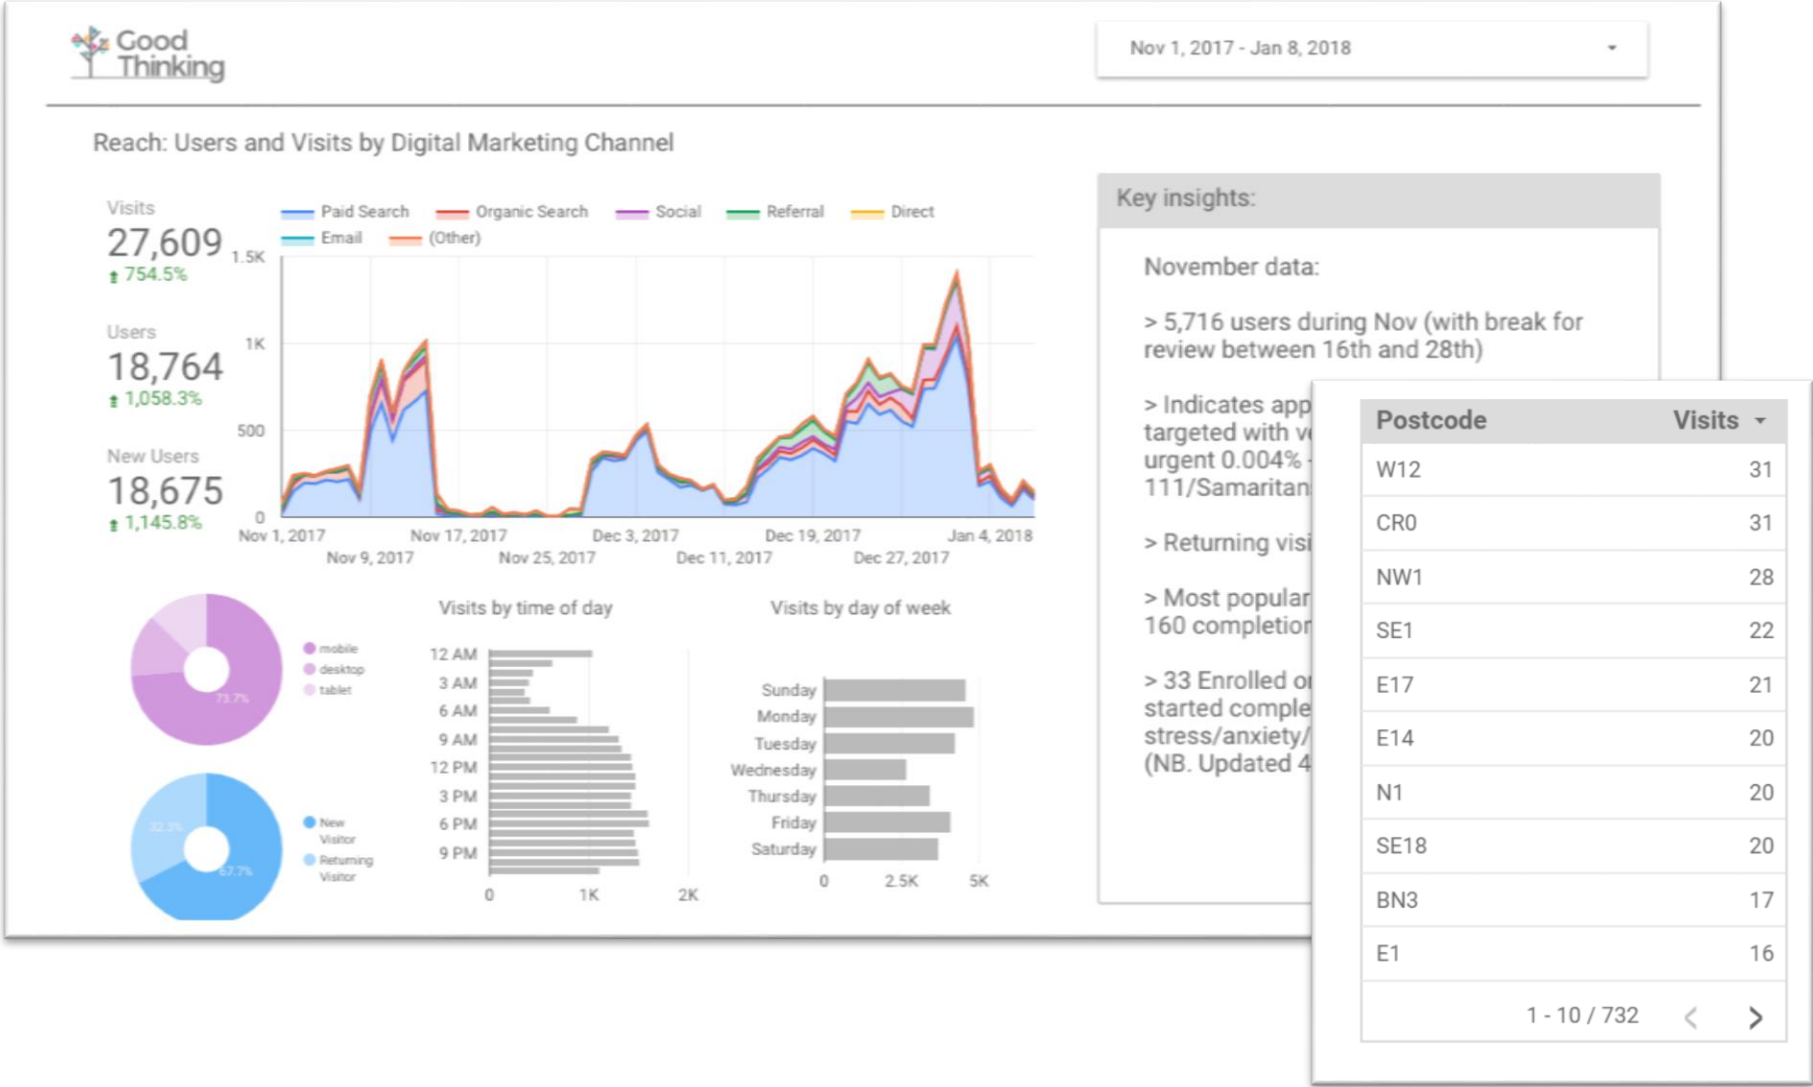 Good
Thinking
Nov 1, 2017 - Jan 8, 2018
Reach: Users and Visits by Digital Marketing Channel
Visits
27,609
754.5%
Users
18,764
1,058.3%
New Users
18,675
1,145.8%
Paid Search Organic Search Social Referral Direct
Email (Other)
1.5K
1K
500
0
Nov 1, 2017 Nov 17, 2017 Dec 3, 2017 Dec 19, 2017 Jan 4, 2018
Nov 9, 2017 Nov 25, 2017 Dec 11, 2017 Dec 27, 2017
73.7%
mobile
desktop
tablet
32.3%
67.7%
New
Visitor
Returning
Visitor
Visits by time of day
12 AM
3 AM
6 AM
9 AM
12 PM
3 PM
6 PM
9 PM
0 1K 2K
Visits by day of week
Sunday
Monday
Tuesday
Wednesday
Thursday
Friday
Saturday
0 2.5K 5K
Key insights:
November data:
> 5,716 users during Nov (with break for
review between 16th and 28th)
> Indicates app
targeted with ve
urgent 0.004% -
111/Samaritan
> Returning visi
> Most popular
160 completion
> 33 Enrolled
started comple
stress/anxiety/
(NB. Updated 4
Postcode Visits
W12 31
CR0 31
NW1 28
SE1 22
E17 21
E14 20
N1 20
SE18 20
BN3 17
E1 16
1 - 10 / 732